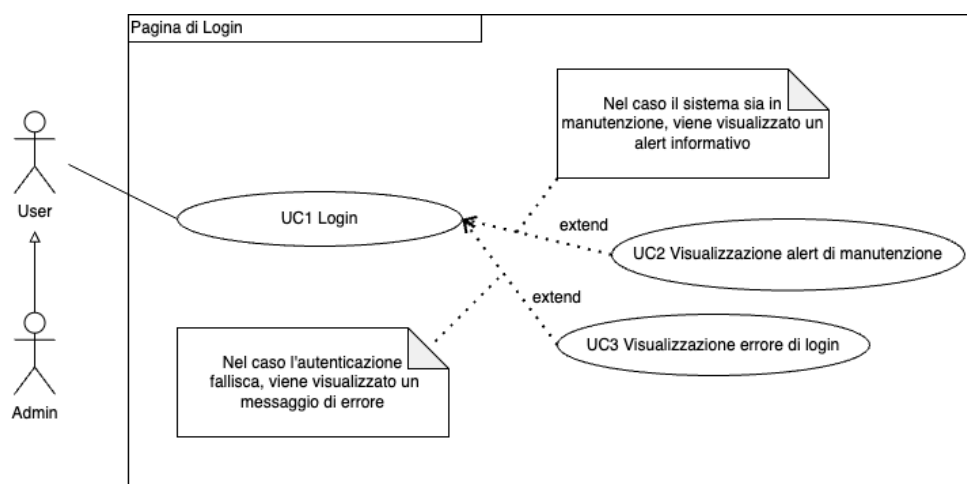 Pagina di Login
Nel caso il sistema sia in
manutenzione, viene visualizzato un
alert informativo
User
UC1 Login
extend
UC2 Visualizzazione alert di manutenzione
extend
UC3 Visualizzazione errore di login
Nel caso l'autenticazione
fallisca, viene visualizzato un
messaggio di errore
Admin